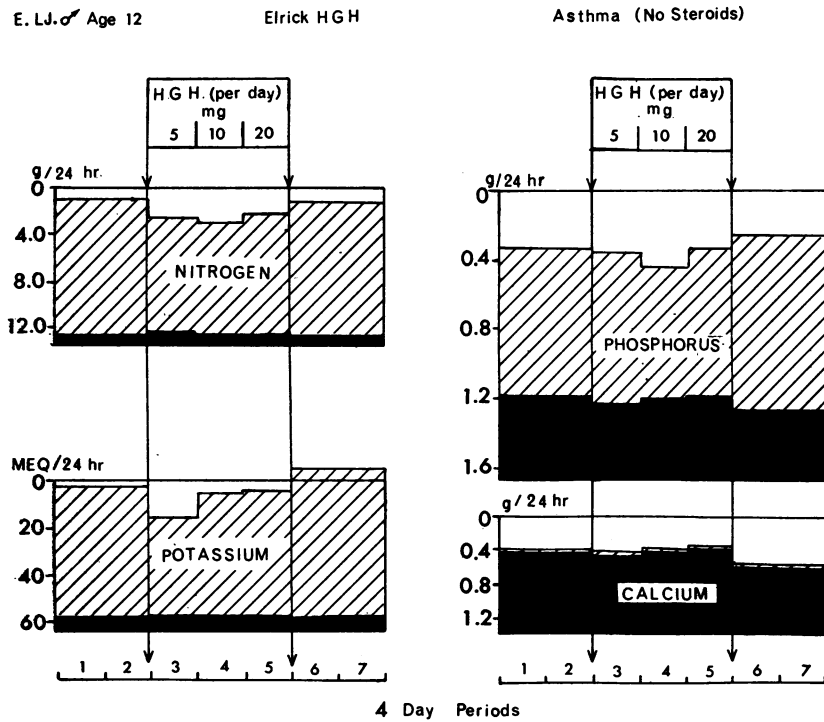 E. LJ. ♂ Age 12 Elrick HGH Asthma (No Steroids)
H G H. (per day)
mg
5 10 20
g/24 hr.
0
4.0
8.0
12.0
NITROGEN
MEQ/24 hr
0
20
40
60
POTASSIUM
1 2 3 4 5 6 7
H G H (per day)
mg
5 10 20
g/24 hr
0
0.4
0.8
1.2
1.6
PHOSPHORUS
g/24 hr
0
0.4
0.8
1.2
CALCIUM
1 2 3 4 5 6 7
4 Day Periods